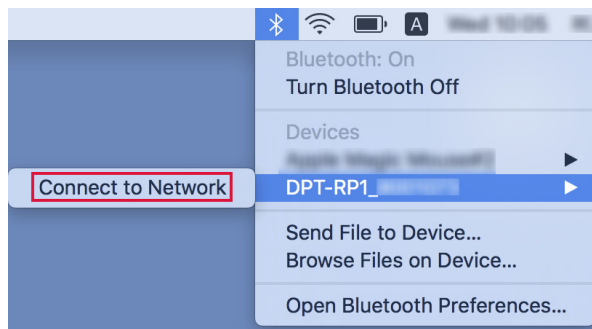 A
Bluetooth: On
Turn Bluetooth Off
Devices
Connect to Network
DPT-RP1_
Send File to Device...
Browse Files on Device...
Open Bluetooth Preferences...